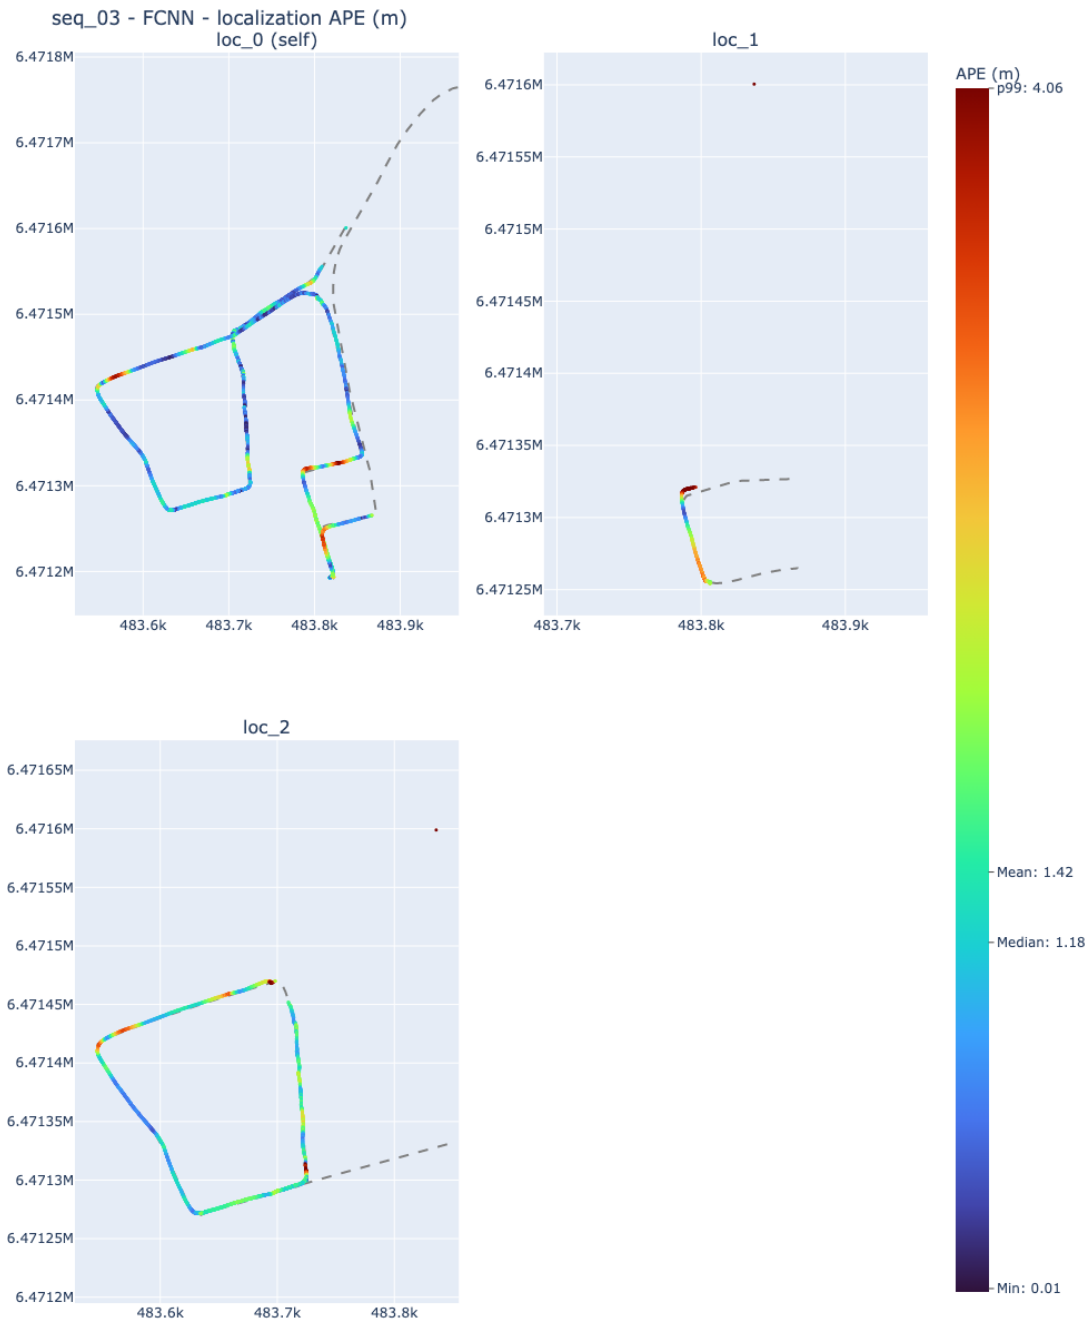 seq_03 - FCNN - localization APE (m)
loc_0 (self)
6.4718M
6.4717M
6.4716M
6.4715M
6.4714M
6.4713M
6.4712M
483.6k
483.7k
483.8k
483.9k
loc_1
6.4716M
6.47155M
6.4715M
6.47145M
6.4714M
6.47135M
6.4713M
6.47125M
483.7k
483.8k
483.9k
loc_2
6.47165M
6.4716M
6.47155M
6.4715M
6.47145M
6.4714M
6.47135M
6.4713M
6.47125M
6.4712M
483.6k
483.7k
483.8k
APE (m)
p99: 4.06
Mean: 1.42
Median: 1.18
Min: 0.01